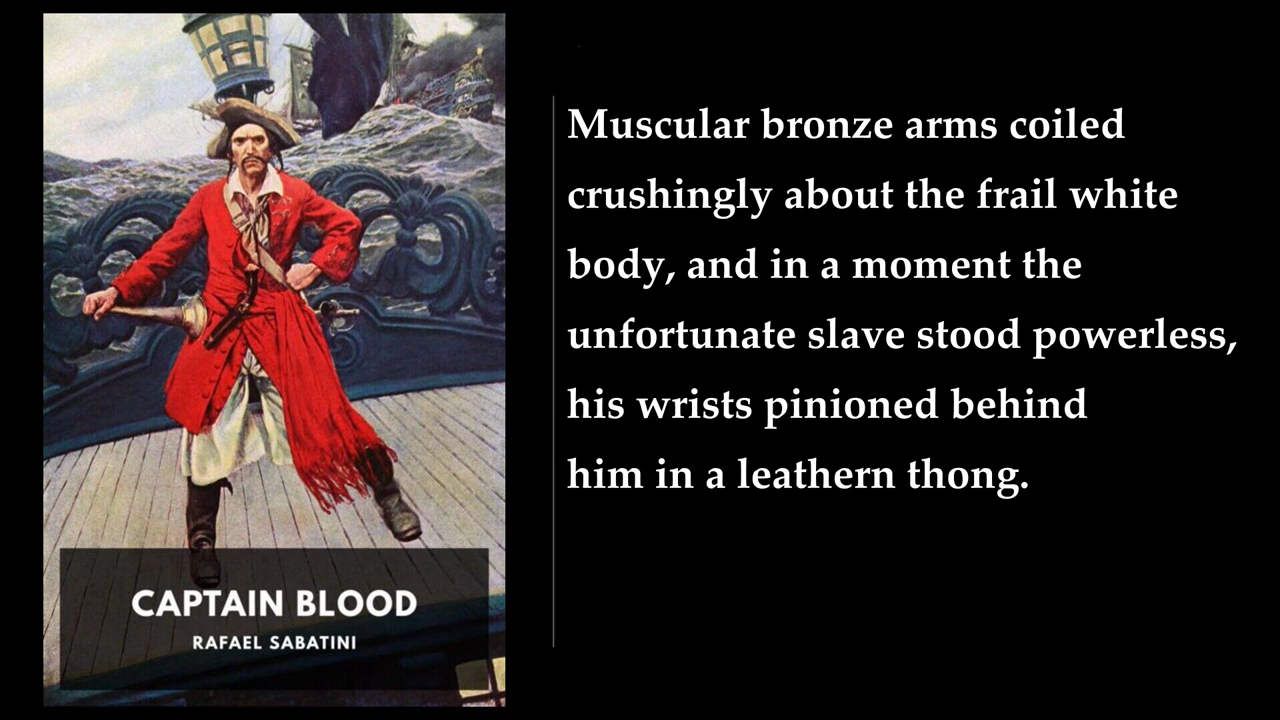 CAPTAIN BLOOD
RAFAEL SABATINI
Muscular bronze arms coiled
crushingly about the frail white
body, and in a moment the
unfortunate slave stood powerless,
his wrists pinioned behind
him in a leathern thong.